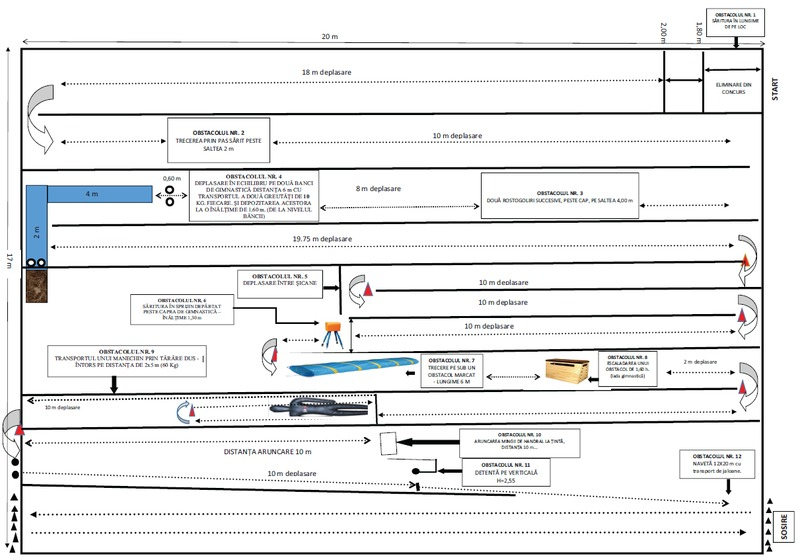 OBSTACOLUL NR. 1
SĂRITURĂ ÎN LUNGIME
DE PE LOC
20 m
2,00 m
1,80 m
START
18 m deplasare
ELIMINARE DIN
CONCURS
OBSTACOLUL NR. 2
TRECEREA PRIN PAS SĂRIT PESTE
SALTEA 2 m
10 m deplasare
4 m
2 m
0,60 m
OBSTACOLUL NR. 4
DEPLASARE ÎN ECHILIBRU PE DOUĂ BANCI
DE GIMNASTICĂ DISTANȚA 6 m CU
TRANSPORTUL A DOUĂ GREUTĂȚI DE 10
KG. FIECARE, ȘI DEPOZITAREA ACESTORA
LA O ÎNĂLȚIME DE 1,60 m. (DE LA NIVELUL
BĂNCII)
8 m deplasare
OBSTACOLUL NR. 3
DOUĂ ROSTOGOLIRI SUCCESIVE, PESTE CAP, PE SALTEA 4,00 m
17 m
19.75 m deplasare
OBSTACOLUL NR. 5
DEPLASARE ÎNTRE ȘICANE
10 m deplasare
OBSTACOLUL NR. 6
SĂRITURĂ ÎN SPRIJIN DEPĂRTAT
PESTE CAPRA DE GIMNASTICĂ -
ÎNĂLȚIME 1,30 m
10 m deplasare
10 m deplasare
OBSTACOLUL NR. 9
TRANSPORTUL UNUI MANECHIN PRIN TÂRÂRE DUS -
ÎNTORS PE DISTANȚA DE 2x5 m (60 Kg)
OBSTACOLUL NR. 7
TRECERE PE SUB UN
OBSTACOL MARCAT
- LUNGIME 6 M
OBSTACOLUL NR. 8
ESCALADAREA UNUI
OBSTACOL DE 1,40 h.
(lada gimnastică)
2 m deplasare
10 m deplasare
DISTANȚA ARUNCARE 10 m
OBSTACOLUL NR. 10
ARUNCAREA MINGII DE HANDBAL LA ȚINTĂ,
DISTANȚA 10 m...
OBSTACOLUL NR. 11
DETENTĂ PE VERTICALĂ
H=2,55
OBSTACOLUL NR. 12
NAVETĂ 12X20 m cu
transport de jaloane.
10 m deplasare
SOSIRE